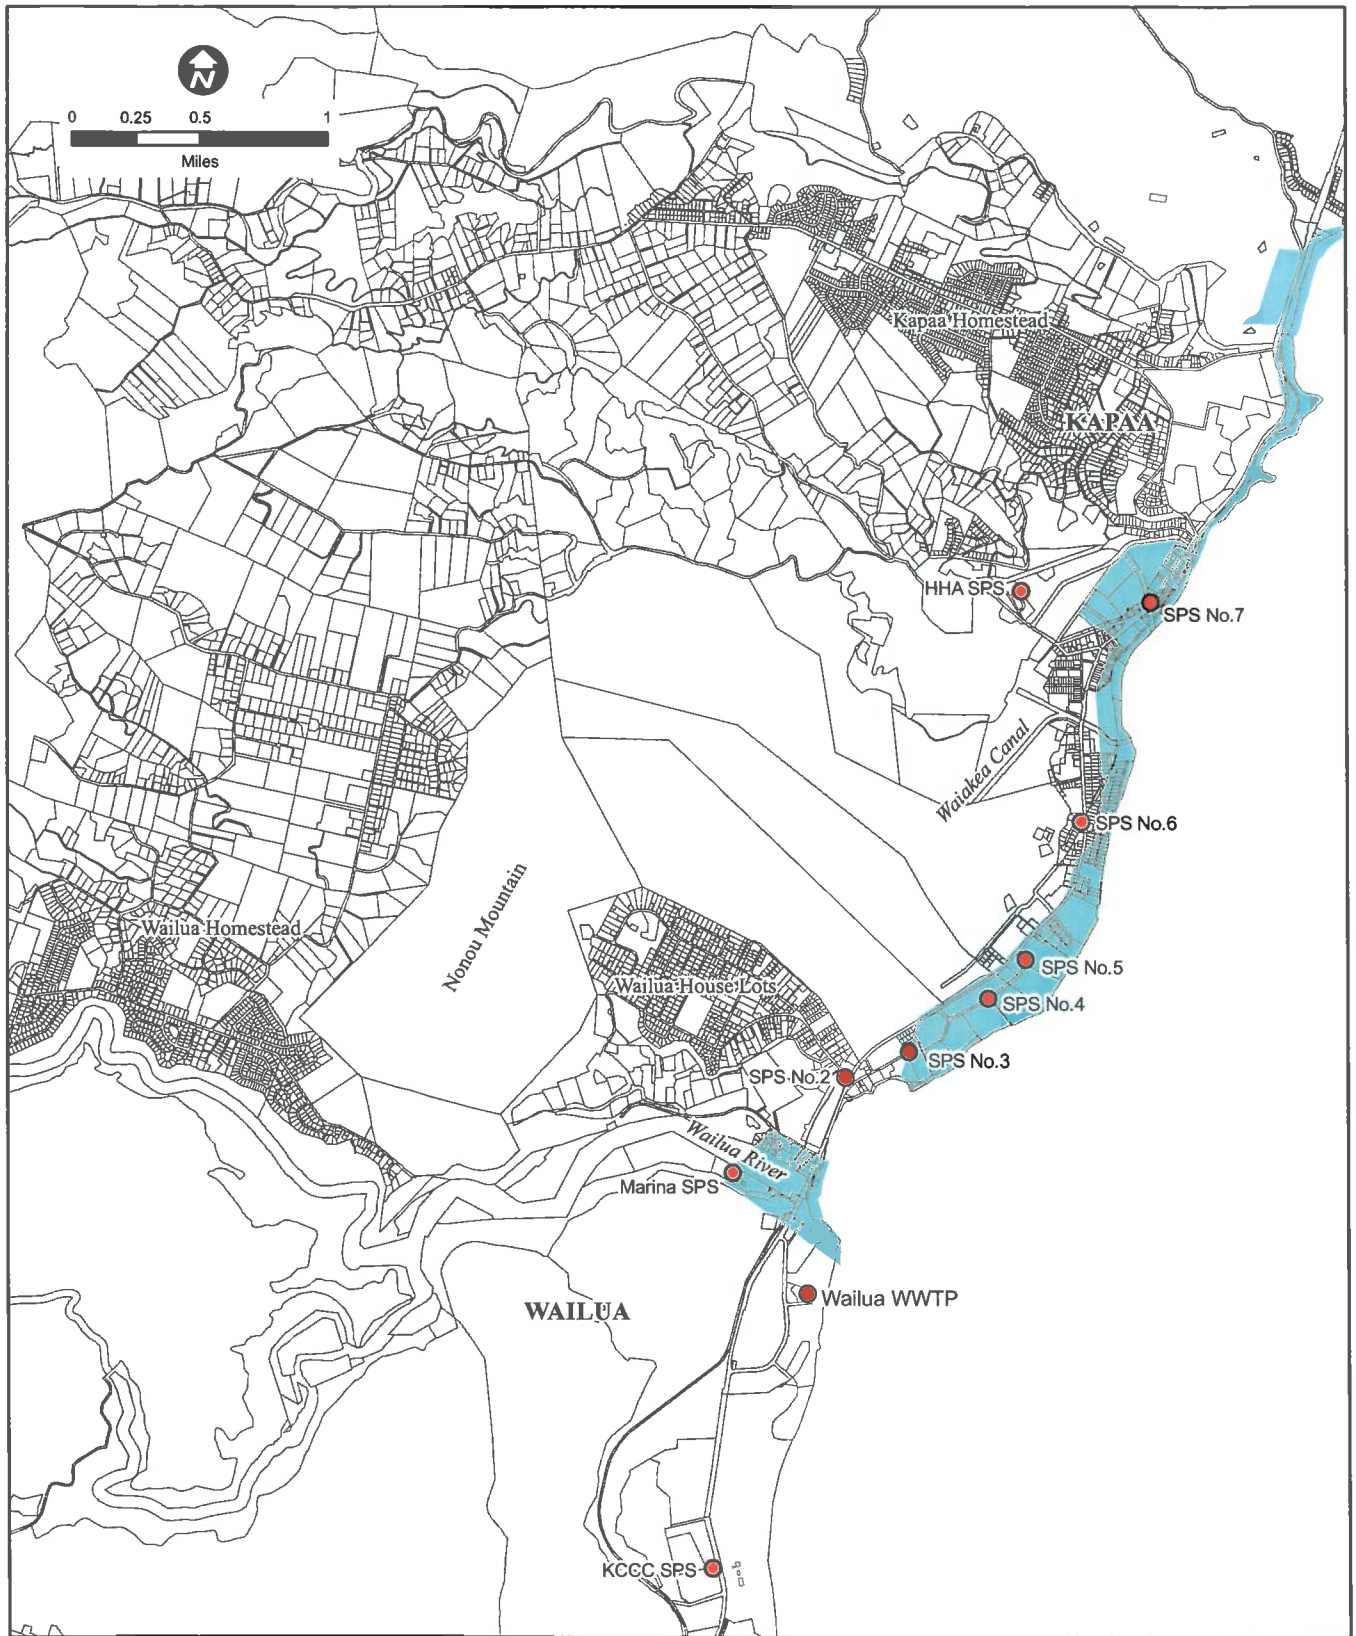 N
0 0.25 0.5 1
Miles
Kapaa Homestead
KAPAA
HHA SPS
SPS No.7
Waiakea Canal
SPS No.6
Nonou Mountain
Wailua Homestead
Wailua House Lots
SPS No.5
SPS No.4
SPS No.3
SPS No.2
Wailua River
Marina SPS
WAILUA
Wailua WWTP
KCCC SPS